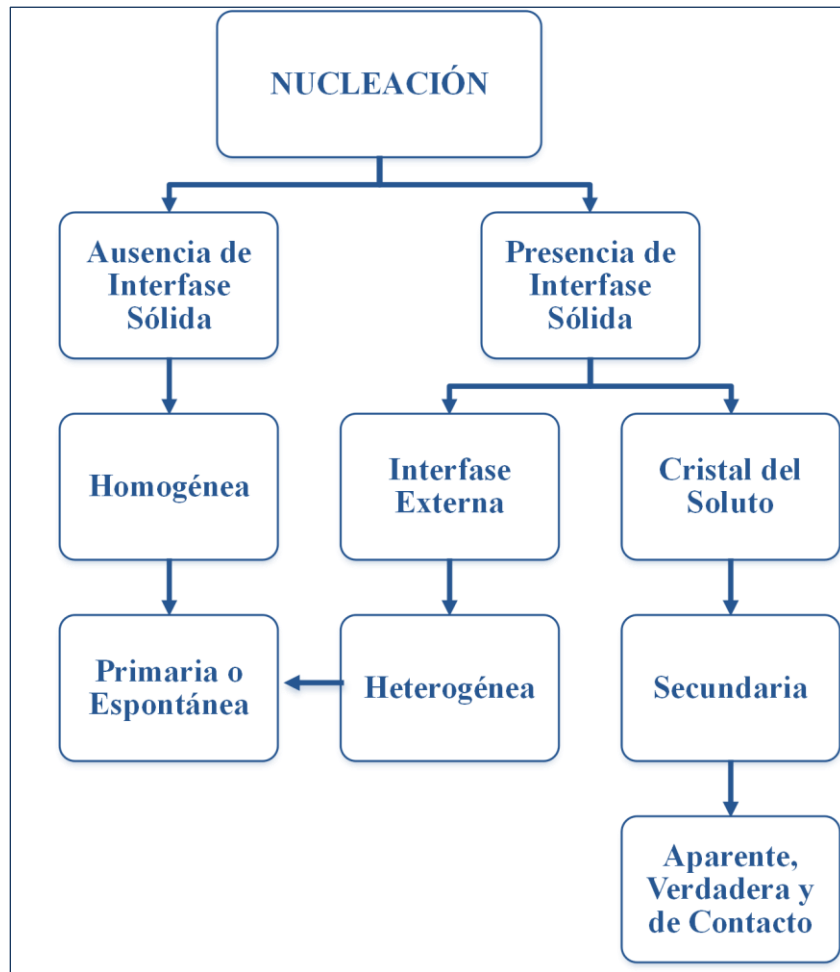 NUCLEACIÓN
Ausencia de
Interfase
Sólida
Presencia de
Interfase
Sólida
Homogénea
Interfase
Externa
Cristal del
Soluto
Primaria o
Espontánea
Heterogénea
Secundaria
Aparente,
Verdadera y
de Contacto